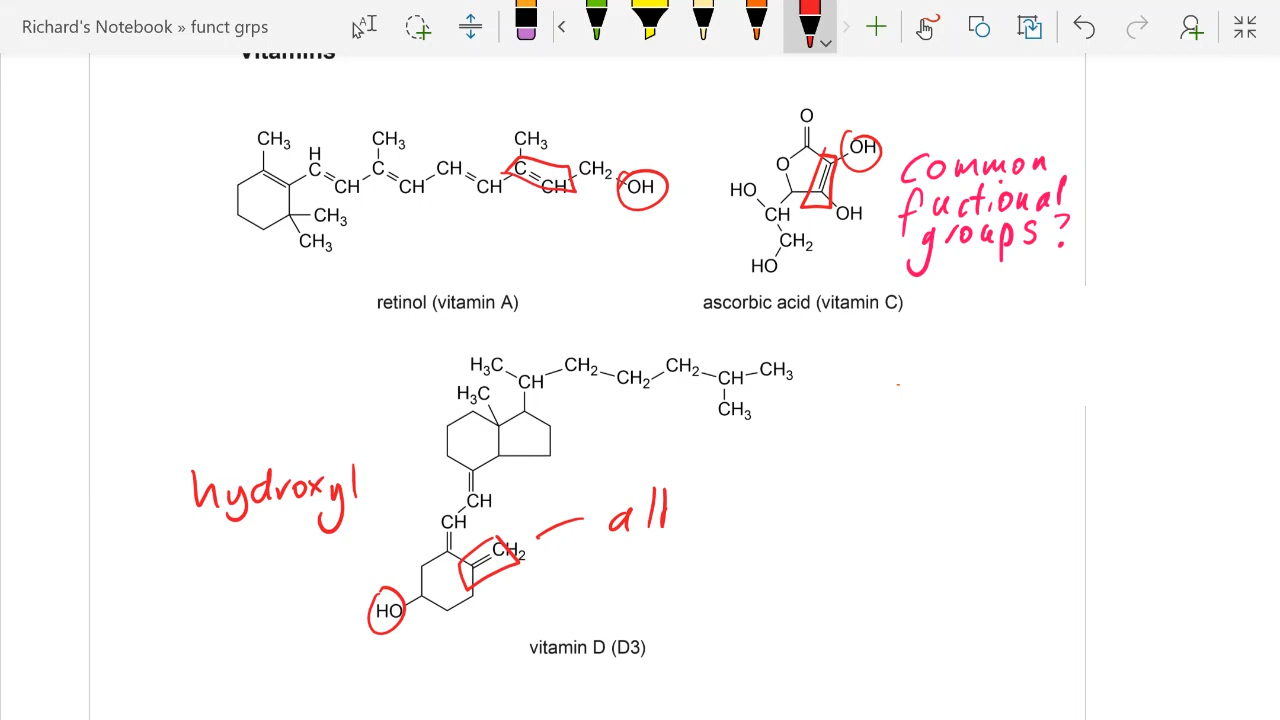 Richard's Notebook » funct grps
Vitamins
CH3
H
CH3
CH
CH3
CH2
CH
CH
CH
C
CH
OH
CH3
CH3
retinol (vitamin A)
O
O
OH
HO
CH
OH
CH2
HO
ascorbic acid (vitamin C)
Common
fuctional
groups?
H3C
CH
CH2
CH2
CH2
CH
CH3
CH3
H3C
hydroxyl
CH
CH
CH2
all
HO
vitamin D (D3)